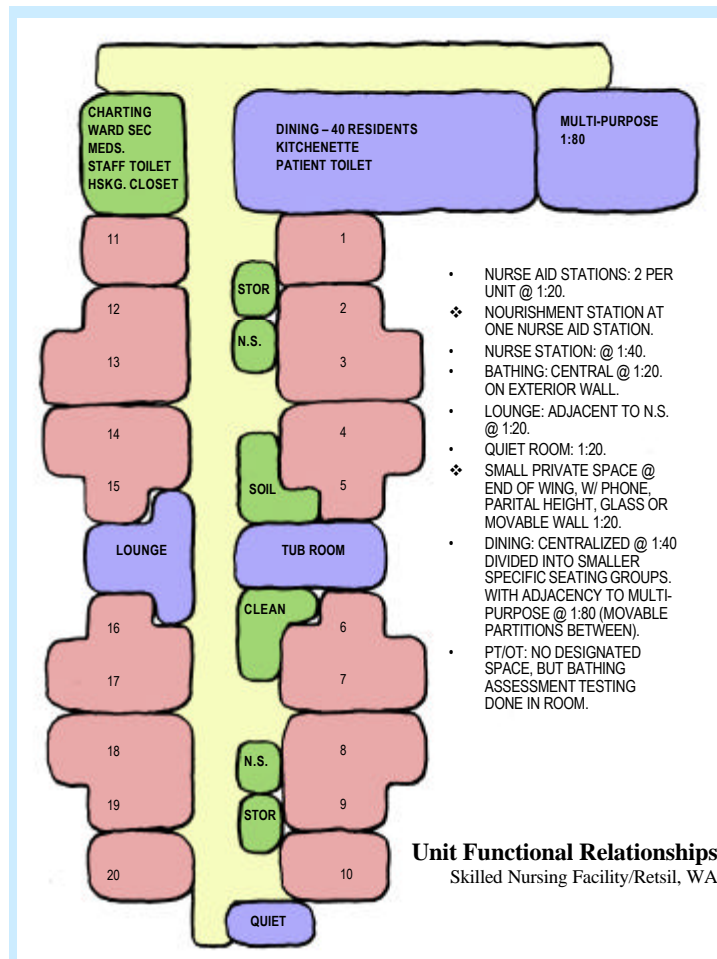 CHARTING
WARD SEC
MEDS.
STAFF TOILET
HSKG. CLOSET
DINING – 40 RESIDENTS
KITCHENETTE
PATIENT TOILET
MULTI-PURPOSE
1:80
11
1
STOR
12
2
N.S.
13
3
14
4
15
SOIL
5
LOUNGE
TUB ROOM
CLEAN
16
6
17
7
18
8
N.S.
19
STOR
9
20
10
QUIET
• NURSE AID STATIONS: 2 PER
UNIT @ 1:20.
❖ NOURISHMENT STATION AT
ONE NURSE AID STATION.
• NURSE STATION: @ 1:40.
• BATHING: CENTRAL @ 1:20.
ON EXTERIOR WALL.
• LOUNGE: ADJACENT TO N.S.
@ 1:20.
• QUIET ROOM: 1:20.
❖ SMALL PRIVATE SPACE @
END OF WING, W/ PHONE,
PARITAL HEIGHT, GLASS OR
MOVABLE WALL 1:20.
• DINING: CENTRALIZED @ 1:40
DIVIDED INTO SMALLER
SPECIFIC SEATING GROUPS.
WITH ADJACENCY TO MULTI-
PURPOSE @ 1:80 (MOVABLE
PARTITIONS BETWEEN).
• PT/OT: NO DESIGNATED
SPACE, BUT BATHING
ASSESSMENT TESTING
DONE IN ROOM.
Unit Functional Relationships
Skilled Nursing Facility/Retsil, WA